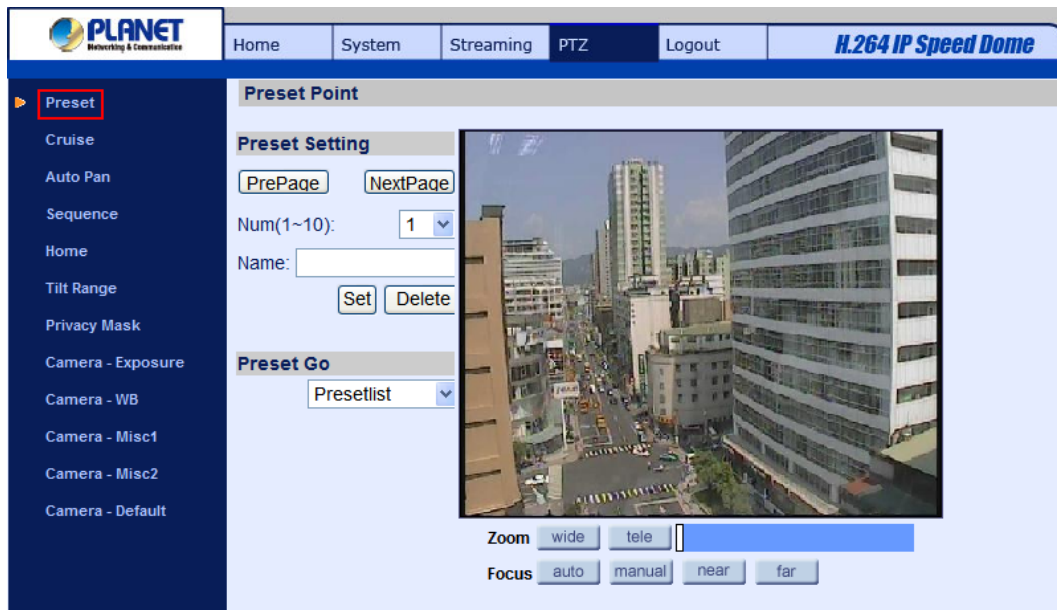 PLANET
Networking & Communication
Home System Streaming PTZ Logout H.264 IP Speed Dome
Preset
Cruise
Auto Pan
Sequence
Home
Tilt Range
Privacy Mask
Camera - Exposure
Camera - WB
Camera - Misc1
Camera - Misc2
Camera - Default
Preset Point
Preset Setting
PrePage NextPage
Num(1~10): 1
Name:
Set Delete
Preset Go
Presetlist
Zoom wide tele
Focus auto manual near far